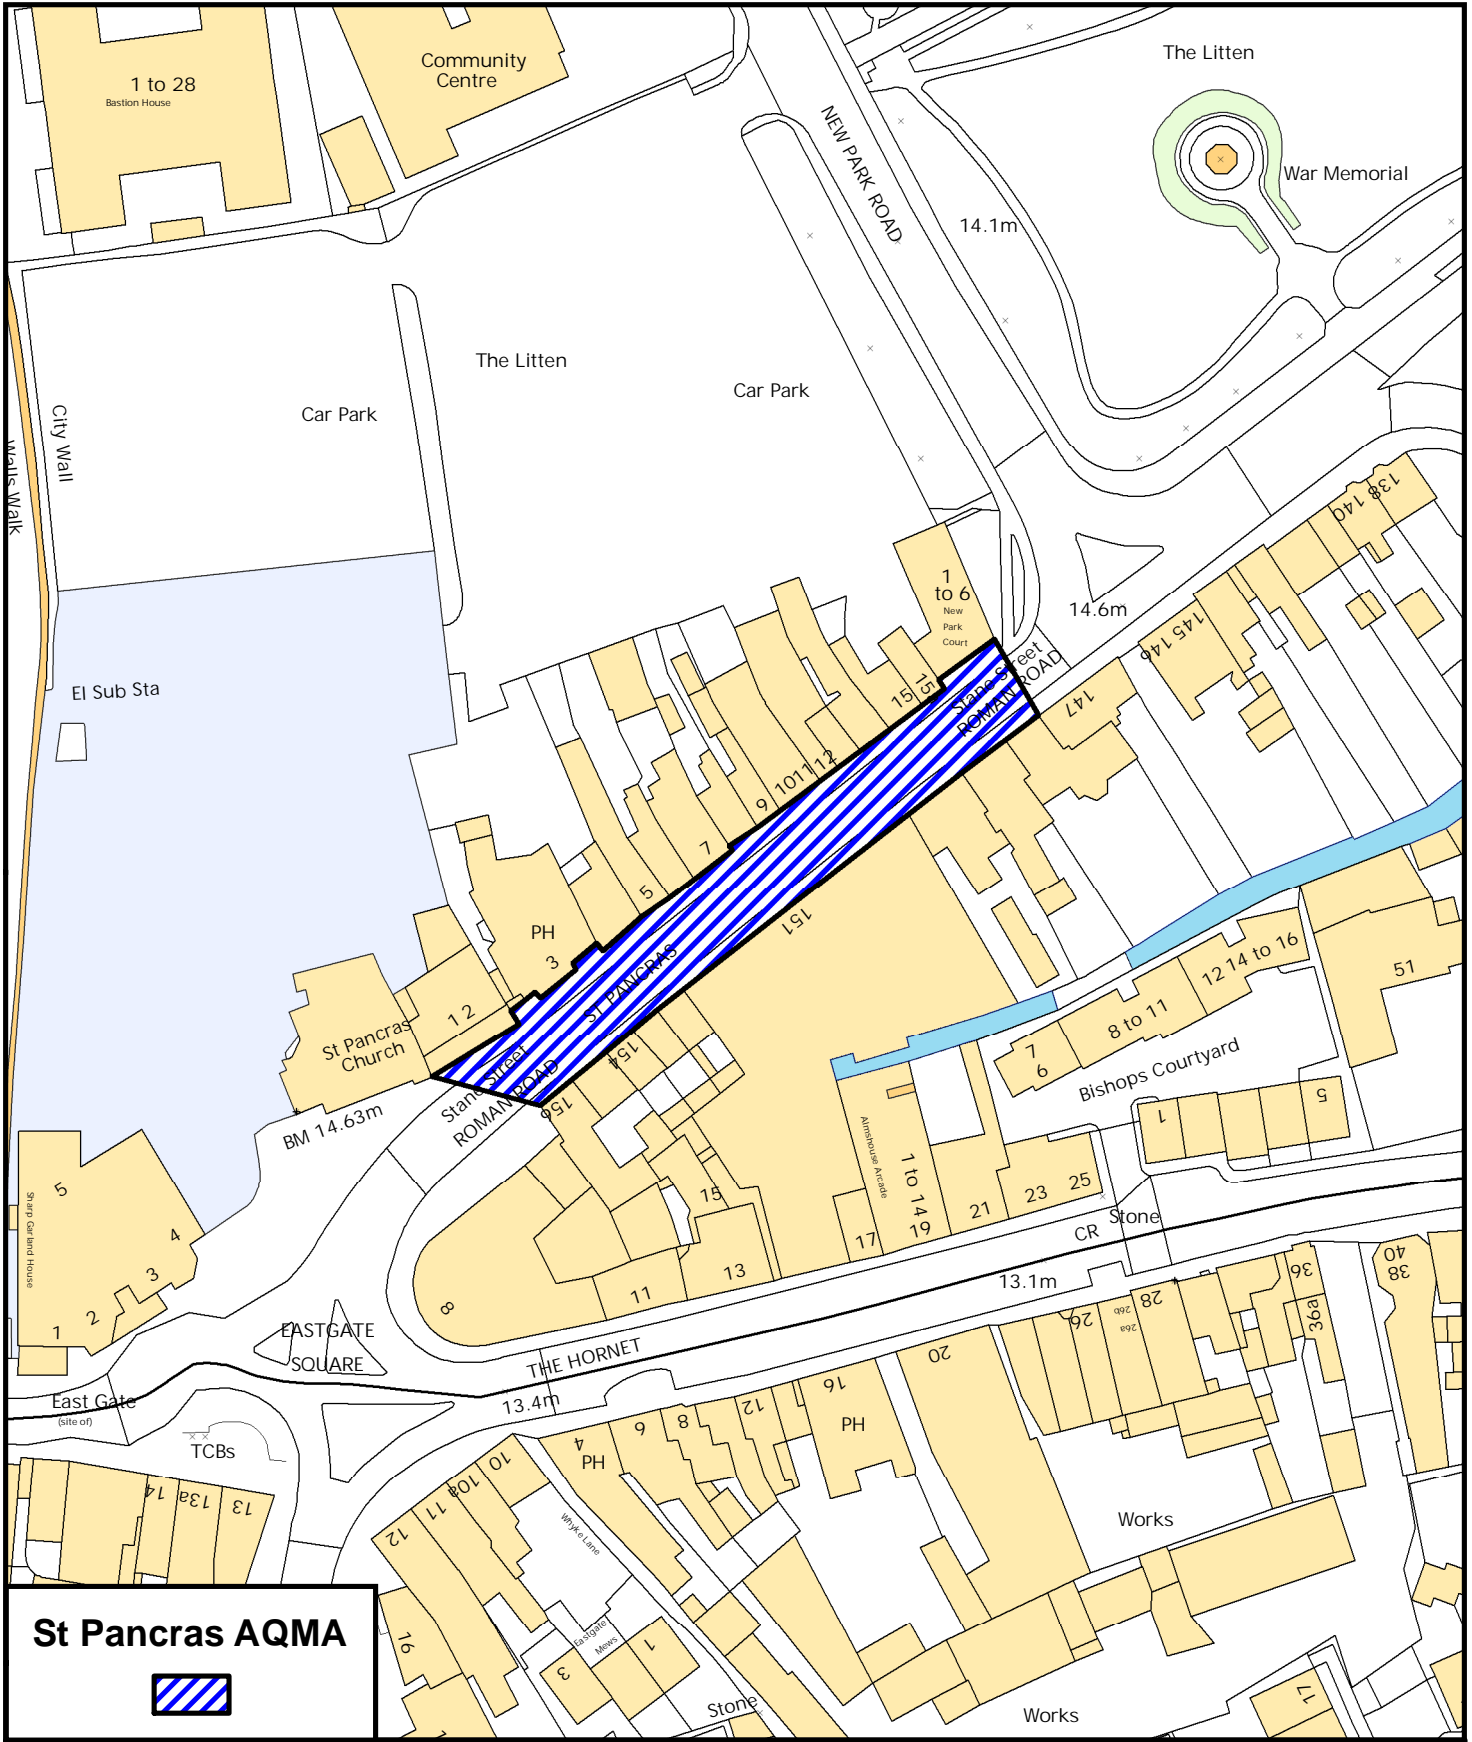 1 to 28
Bastion House
Community
Centre
The Litten
NEW PARK ROAD
War Memorial
14.1m
The Litten
Car Park
Car Park
City Wall
Walls Walk
138
140
1
to 6
New
Park
Court
14.6m
145
146
Stane Street
ROMAN ROAD
147
El Sub Sta
15
15
12
11
10
9
7
5
151
PH
3
ST PANCRAS
1 2
St Pancras
Church
12 14 to 16
51
8 to 11
7
6
Bishops Courtyard
154
Stane Street
ROMAN ROAD
156
BM 14.63m
1
5
Almshouse Arcade
1 to 14
5
4
3
2
1
Sharp Garland House
15
25
23
21
19
17
Stone
CR
13.1m
13
11
8
EASTGATE
SQUARE
THE HORNET
13.4m
East Gate
(site of)
TCBs
40
38
36
36a
28
26b
26a
26
20
16
PH
12
8
6
4
PH
14
13a
13
10
10a
11
12
Whyke Lane
Works
St Pancras AQMA
16
Eastgate
Mews
1
3
Stone
Works
17
1